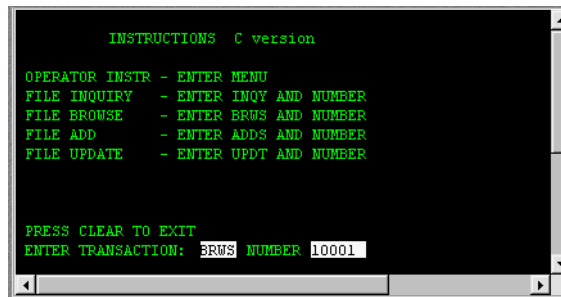 INSTRUCTIONS C version
OPERATOR INSTR - ENTER MENU
FILE INQUIRY - ENTER INQY AND NUMBER
FILE BROWSE - ENTER BRWS AND NUMBER
FILE ADD - ENTER ADDS AND NUMBER
FILE UPDATE - ENTER UPDT AND NUMBER
PRESS CLEAR TO EXIT
ENTER TRANSACTION: BRWS NUMBER 10001